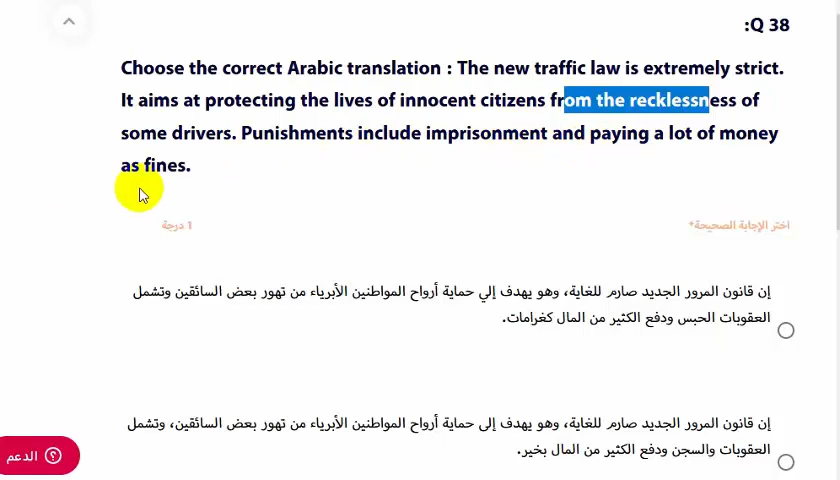 :Q 38
Choose the correct Arabic translation : The new traffic law is extremely strict.
It aims at protecting the lives of innocent citizens from the recklessness of
some drivers. Punishments include imprisonment and paying a lot of money
as fines.
اختر الإجابة الصحيحة*
1 درجة
إن قانون المرور الجديد صارم للغاية، وهو يهدف إلي حماية أرواح المواطنين الأبرياء من تهور بعض السائقين وتشمل
العقوبات الحبس ودفع الكثير من المال كغرامات.
إن قانون المرور الجديد صارم للغاية، وهو يهدف إلى حماية أرواح المواطنين الأبرياء من تهور بعض السائقين، وتشمل
العقوبات والسجن ودفع الكثير من المال بخير.
الدعم